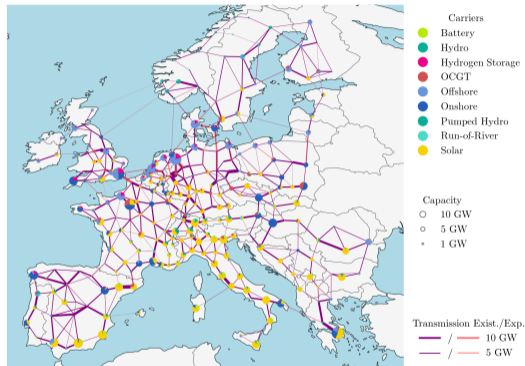 Carriers
Battery
Hydro
Hydrogen Storage
OCGT
Offshore
Onshore
Pumped Hydro
Run-of-River
Solar
Capacity
10 GW
5 GW
1 GW
Transmission Exist./Exp.
/ 10 GW
/ 5 GW